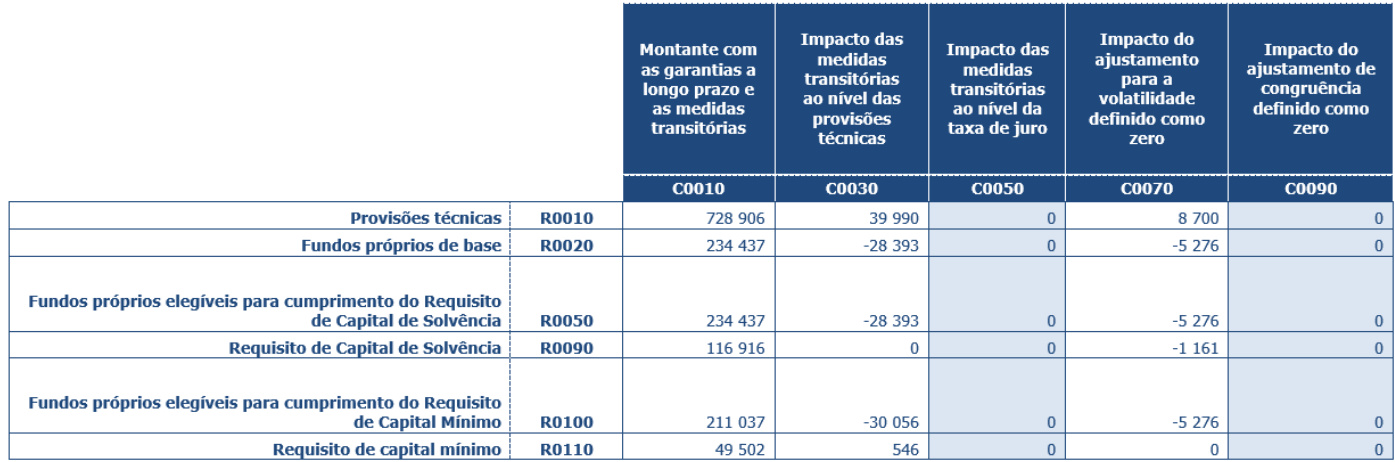 Montante com
as garantias a
longo prazo e
as medidas
transitórias
Impacto das
medidas
transitórias
ao nível das
provisões
técnicas
Impacto das
medidas
transitórias
ao nível da
taxa de juro
Impacto do
ajustamento
para a
volatilidade
definido como
zero
Impacto do
ajustamento de
congruência
definido como
zero
C0010 C0030 C0050 C0070 C0090
Provisões técnicas R0010 728 906 39 990 0 8 700 0
Fundos próprios de base R0020 234 437 -28 393 0 -5 276 0
Fundos próprios elegíveis para cumprimento do Requisito
de Capital de Solvência R0050 234 437 -28 393 0 -5 276 0
Requisito de Capital de Solvência R0090 116 916 0 0 -1 161 0
Fundos próprios elegíveis para cumprimento do Requisito
de Capital Mínimo R0100 211 037 -30 056 0 -5 276 0
Requisito de capital mínimo R0110 49 502 546 0 0 0